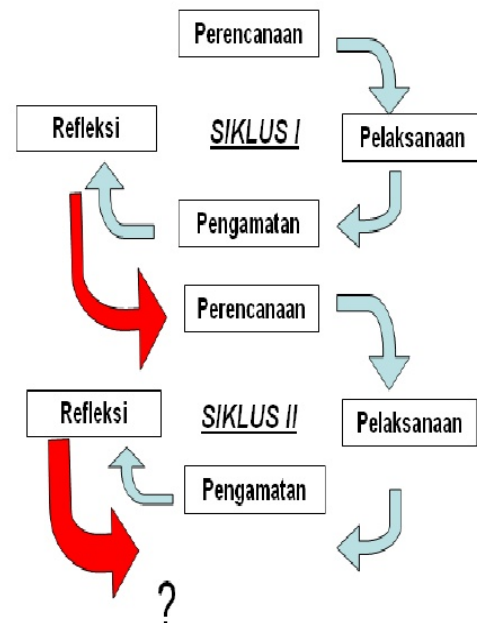 Perencanaan
Refleksi
SIKLUS I
Pelaksanaan
Pengamatan
Perencanaan
Refleksi
SIKLUS II
Pelaksanaan
Pengamatan
?